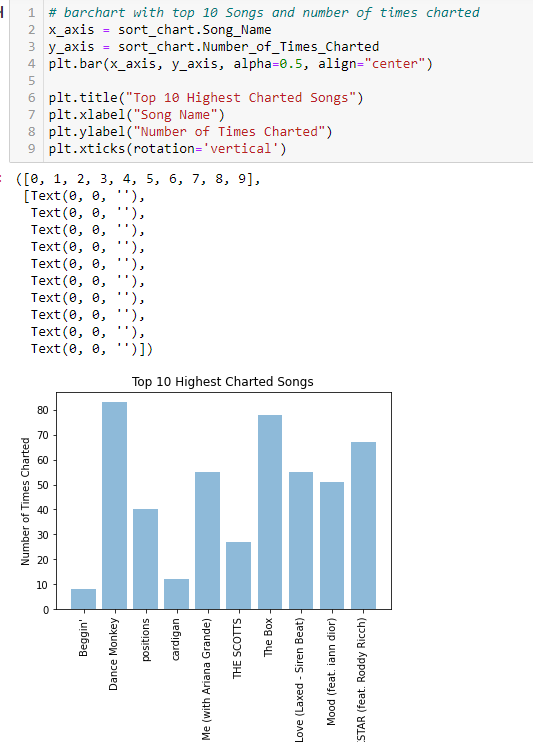 1 # barchart with top 10 Songs and number of times charted
2 x_axis = sort_chart.Song_Name
3 y_axis = sort_chart.Number_of_Times_Charted
4 plt.bar(x_axis, y_axis, alpha=0.5, align="center")
5
6 plt.title("Top 10 Highest Charted Songs")
7 plt.xlabel("Song Name")
8 plt.ylabel("Number of Times Charted")
9 plt.xticks(rotation='vertical')
([0, 1, 2, 3, 4, 5, 6, 7, 8, 9],
[Text(0, 0, ''),
Text(0, 0, ''),
Text(0, 0, ''),
Text(0, 0, ''),
Text(0, 0, ''),
Text(0, 0, ''),
Text(0, 0, ''),
Text(0, 0, ''),
Text(0, 0, ''),
Text(0, 0, '')])
Top 10 Highest Charted Songs
Number of Times Charted
80
70
60
50
40
30
20
10
0
Beggin'
Dance Monkey
positions
cardigan
Me (with Ariana Grande)
THE SCOTTS
The Box
Love (Laxed - Siren Beat)
Mood (feat. iann dior)
STAR (feat. Roddy Ricch)